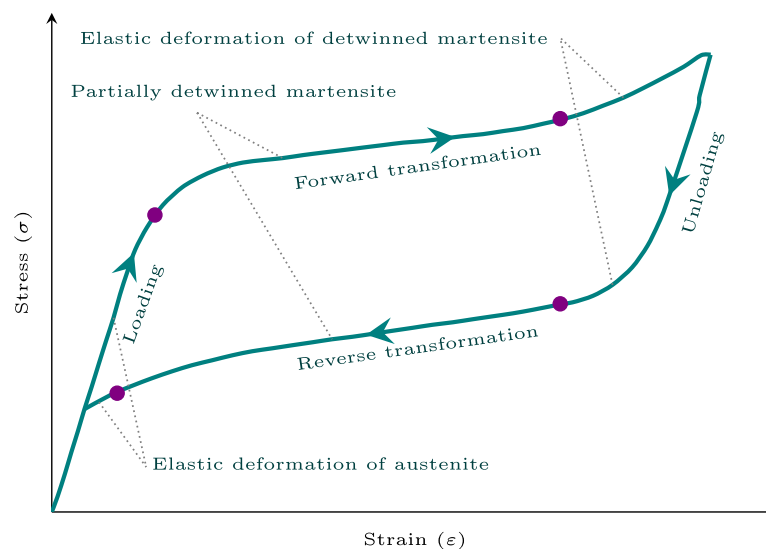 Elastic deformation of detwinned martensite
Partially detwinned martensite
Forward transformation
Unloading
Stress (σ)
Loading
Reverse transformation
Elastic deformation of austenite
Strain (ε)